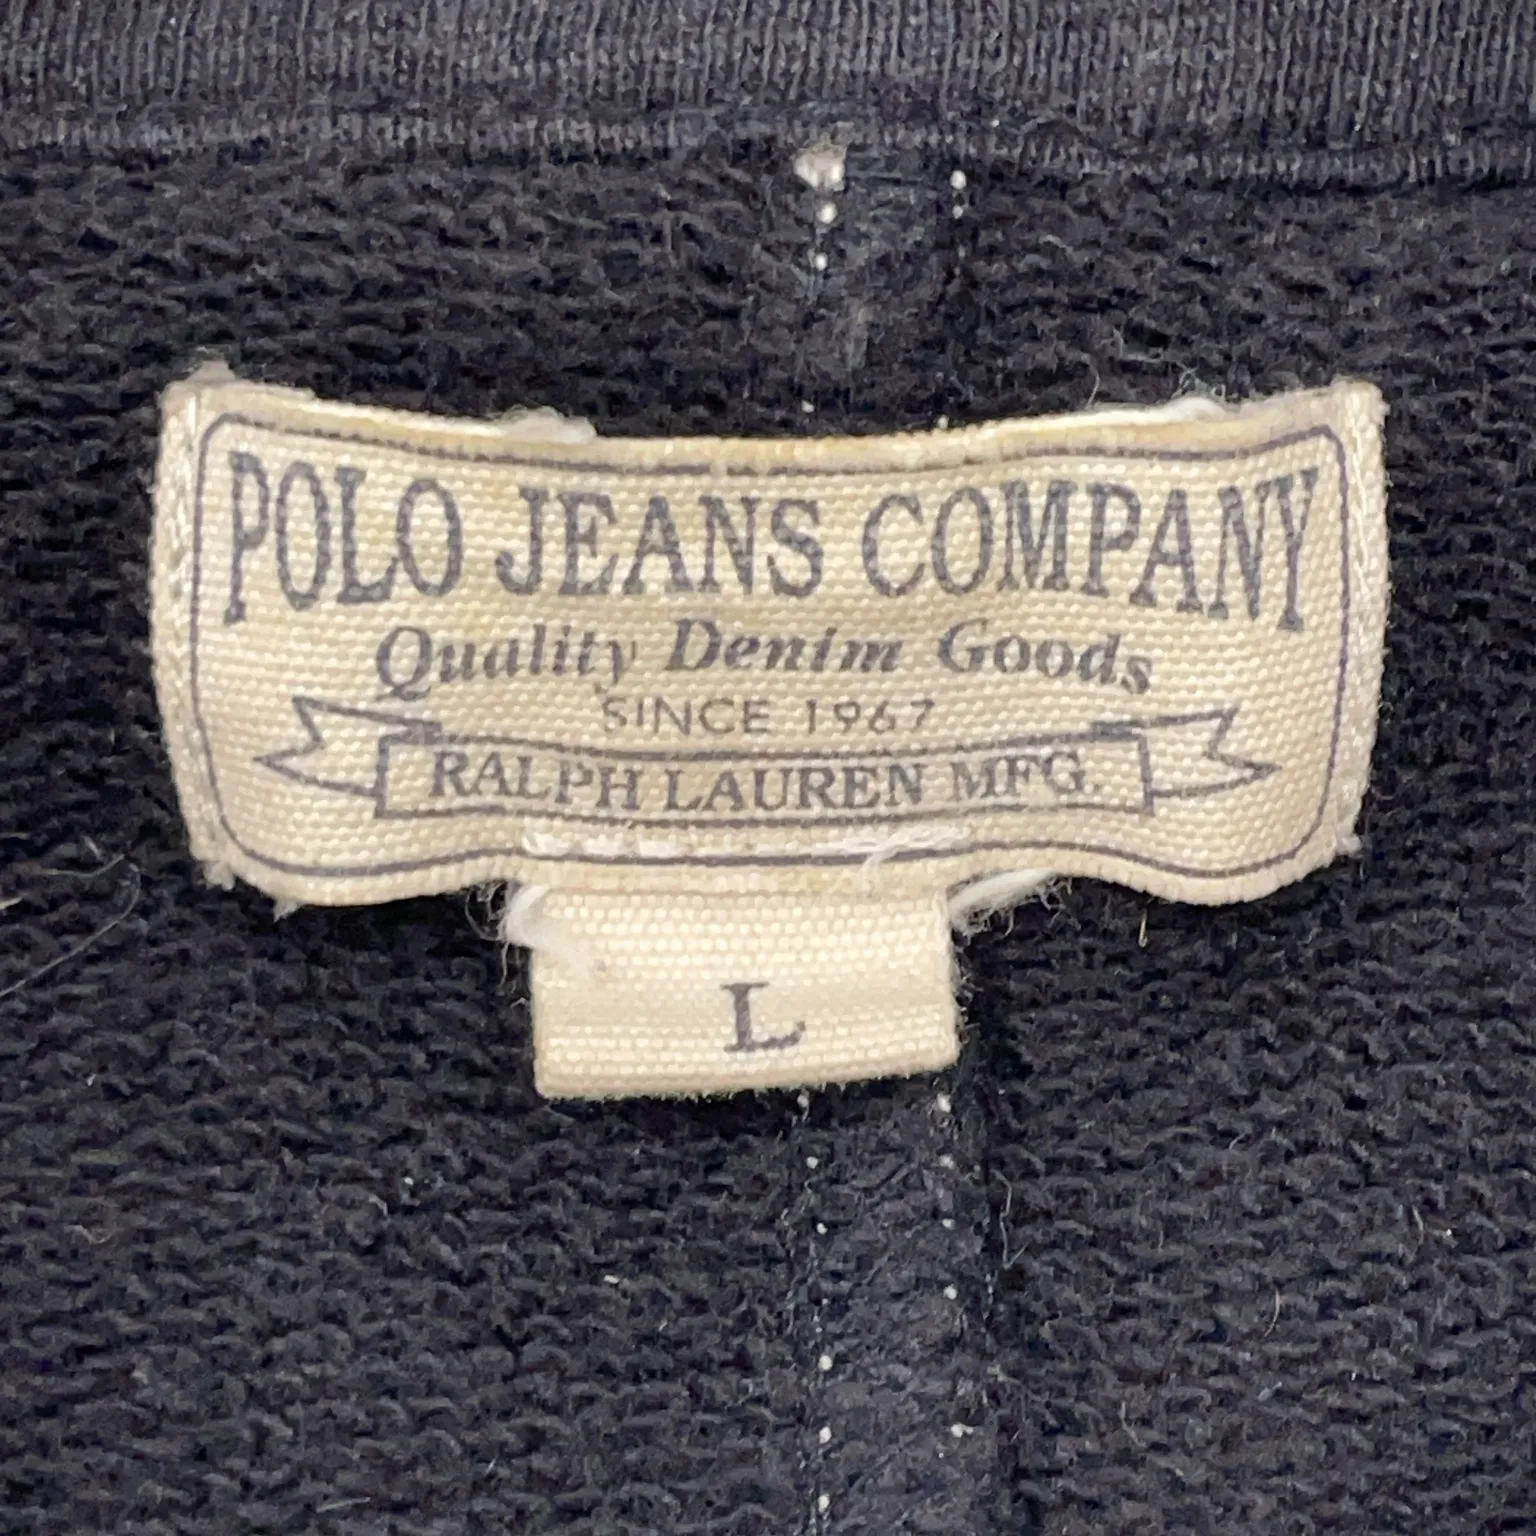 POLO JEANS COMPANY
Quality Denim Goods
SINCE 1967
RALPH LAUREN MFG.
L